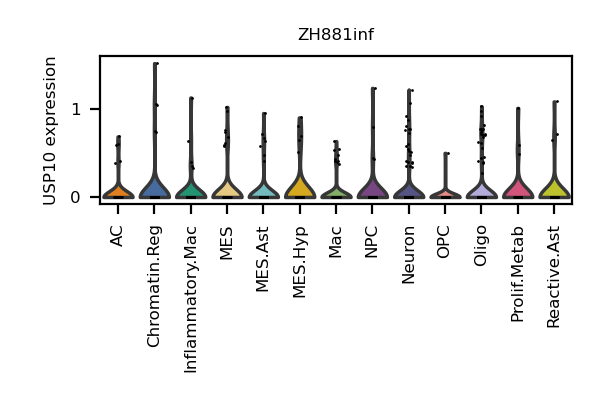 ZH881inf
USP10 expression
1
0
AC
Chromatin.Reg
Inflammatory.Mac
MES
MES.Ast
MES.Hyp
Mac
NPC
Neuron
OPC
Oligo
Prolif.Metab
Reactive.Ast